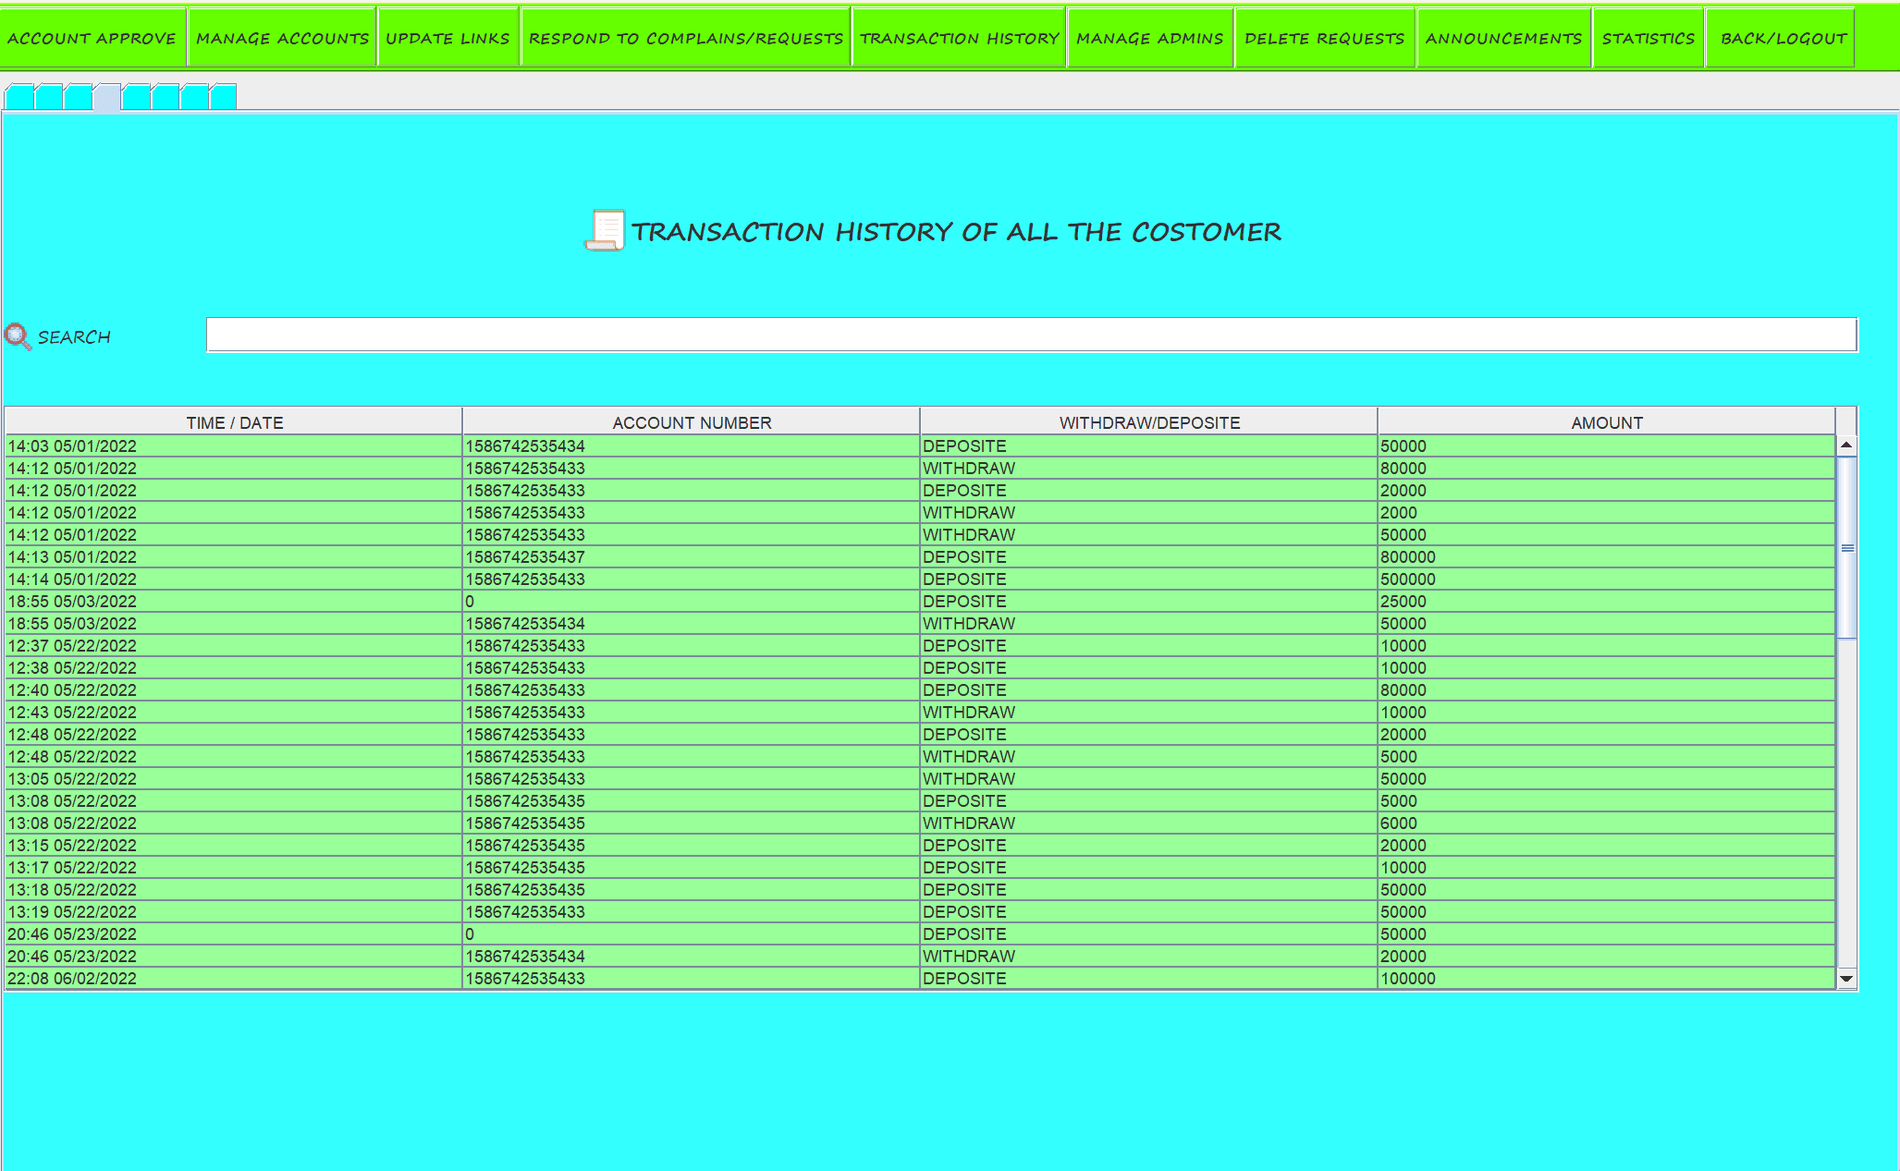 ACCOUNT APPROVE MANAGE ACCOUNTS UPDATE LINKS RESPOND TO COMPLAINS/REQUESTS TRANSACTION HISTORY MANAGE ADMINS DELETE REQUESTS ANNOUNCEMENTS STATISTICS BACK/LOGOUT
TRANSACTION HISTORY OF ALL THE COSTOMER
SEARCH
TIME / DATE ACCOUNT NUMBER WITHDRAW/DEPOSITE AMOUNT
14:03 05/01/2022 1586742535434 DEPOSITE 50000
14:12 05/01/2022 1586742535433 WITHDRAW 80000
14:12 05/01/2022 1586742535433 DEPOSITE 20000
14:12 05/01/2022 1586742535433 WITHDRAW 2000
14:12 05/01/2022 1586742535433 WITHDRAW 50000
14:13 05/01/2022 1586742535437 DEPOSITE 800000
14:14 05/01/2022 1586742535433 DEPOSITE 500000
18:55 05/03/2022 0 DEPOSITE 25000
18:55 05/03/2022 1586742535434 WITHDRAW 50000
12:37 05/22/2022 1586742535433 DEPOSITE 10000
12:38 05/22/2022 1586742535433 DEPOSITE 10000
12:40 05/22/2022 1586742535433 DEPOSITE 80000
12:43 05/22/2022 1586742535433 WITHDRAW 10000
12:48 05/22/2022 1586742535433 DEPOSITE 20000
12:48 05/22/2022 1586742535433 WITHDRAW 5000
13:05 05/22/2022 1586742535433 WITHDRAW 50000
13:08 05/22/2022 1586742535435 DEPOSITE 5000
13:08 05/22/2022 1586742535435 WITHDRAW 6000
13:15 05/22/2022 1586742535435 DEPOSITE 20000
13:17 05/22/2022 1586742535435 DEPOSITE 10000
13:18 05/22/2022 1586742535435 DEPOSITE 50000
13:19 05/22/2022 1586742535433 DEPOSITE 50000
20:46 05/23/2022 0 DEPOSITE 50000
20:46 05/23/2022 1586742535434 WITHDRAW 20000
22:08 06/02/2022 1586742535433 DEPOSITE 100000